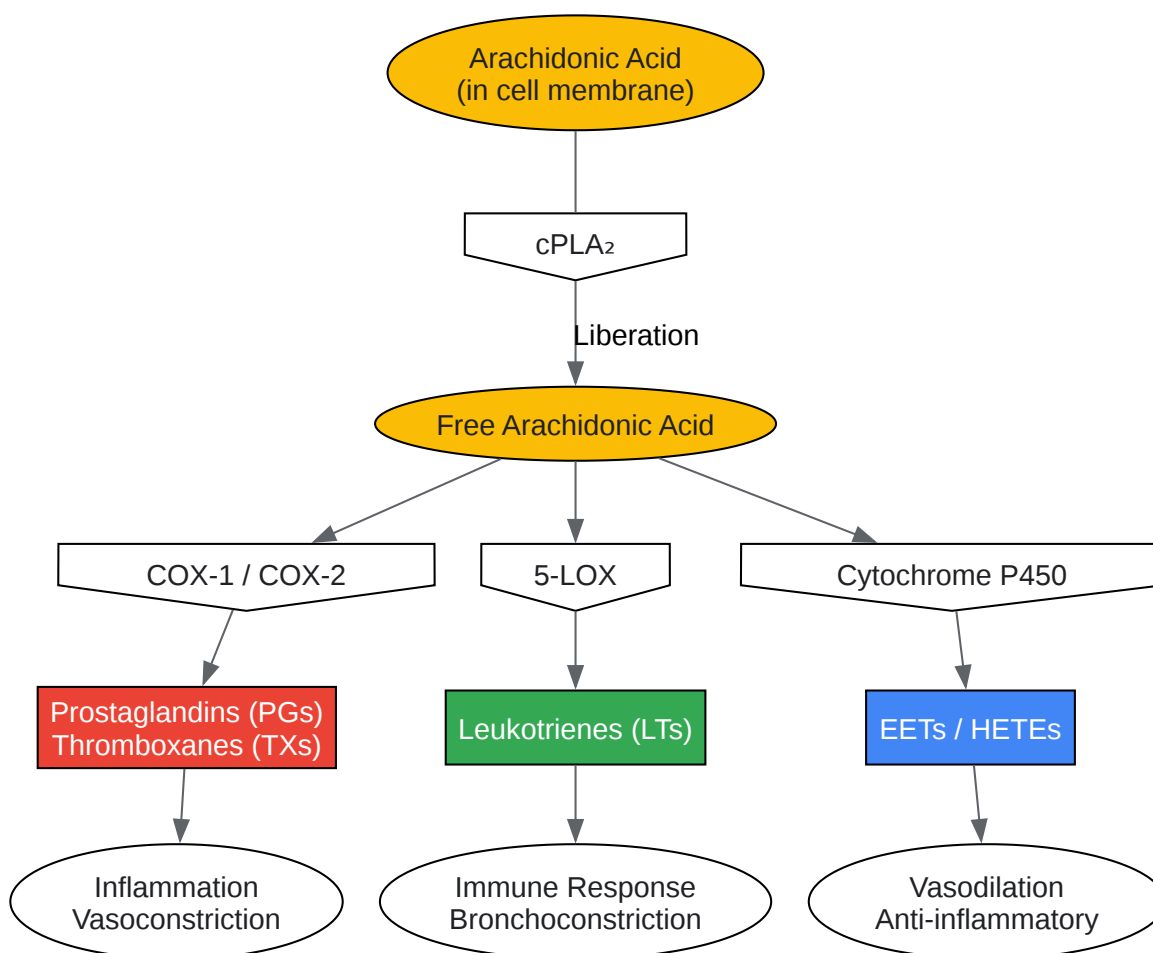 Arachidonic Acid
(in cell membrane)
cPLA₂
Liberation
Free Arachidonic Acid
COX-1 / COX-2
5-LOX
Cytochrome P450
Prostaglandins (PGs)
Thromboxanes (TXs)
Leukotrienes (LTs)
EETs / HETEs
Inflammation
Vasoconstriction
Immune Response
Bronchoconstriction
Vasodilation
Anti-inflammatory